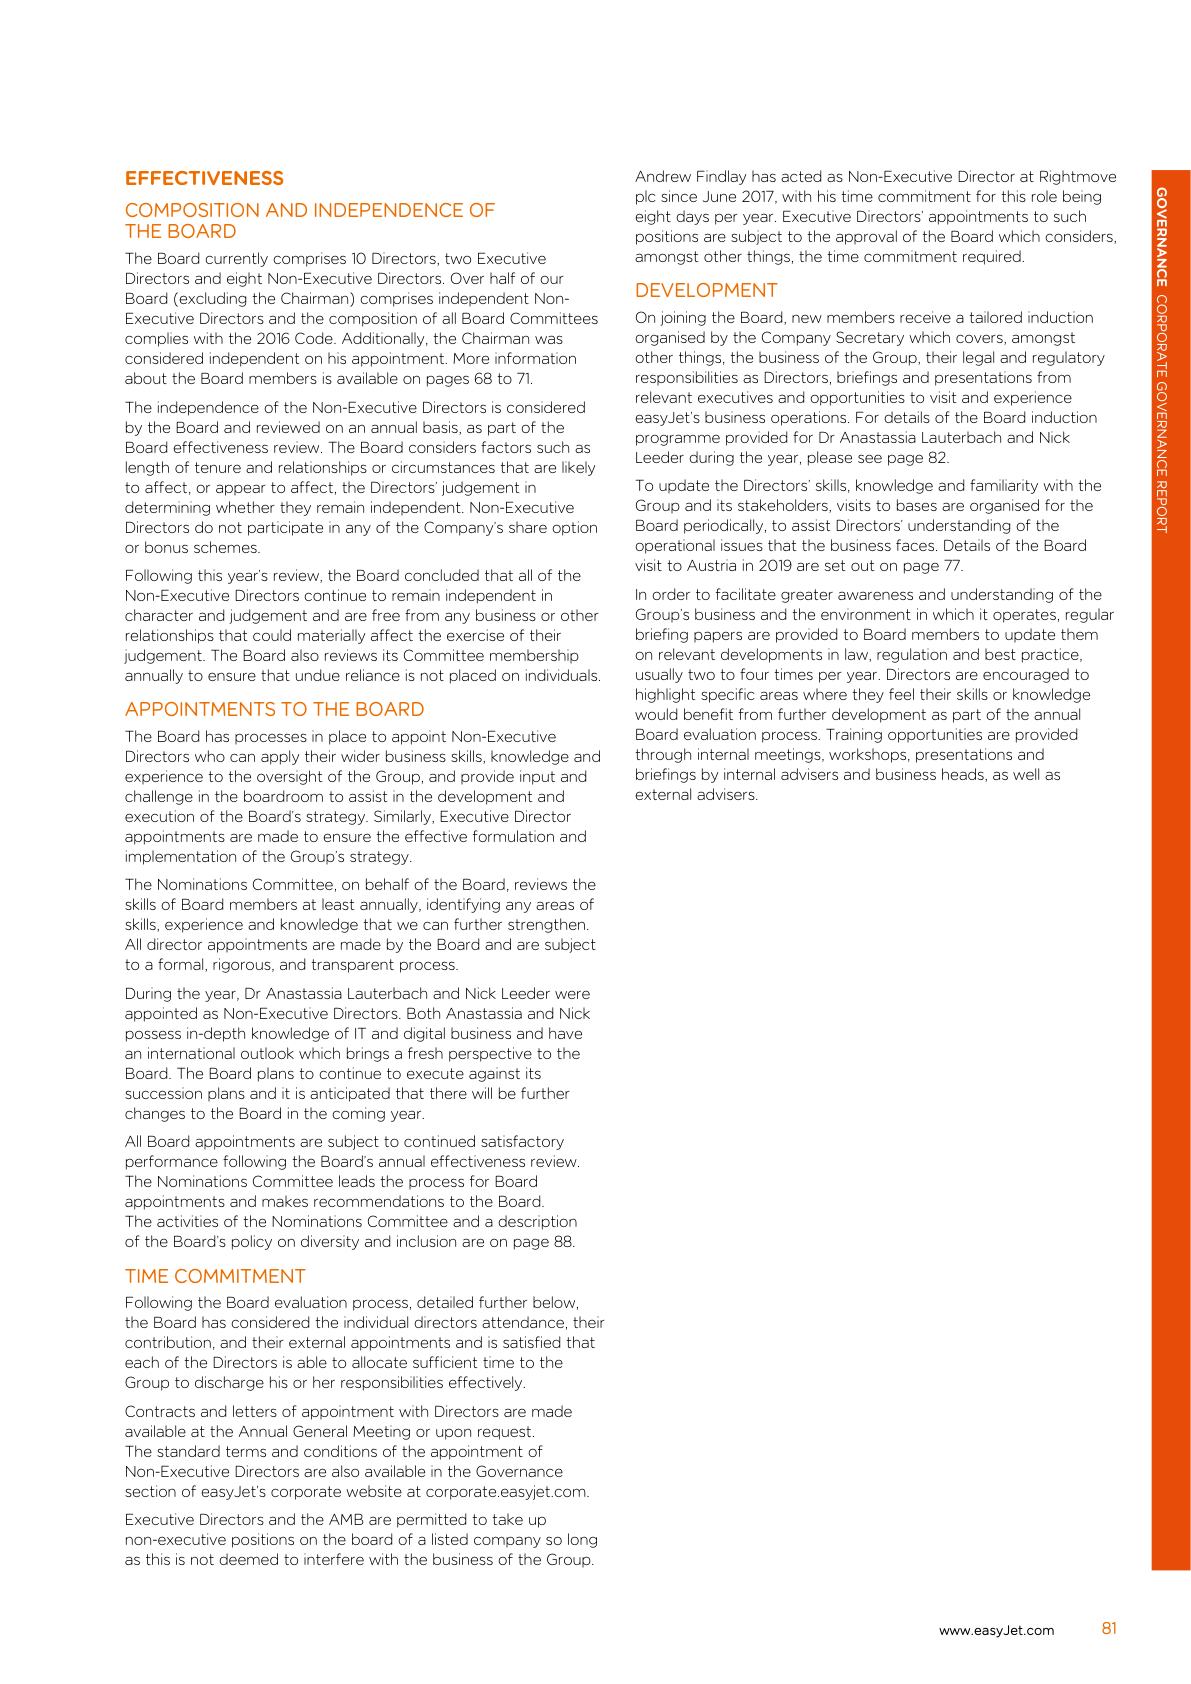 EFFECTIVENESS
COMPOSITION AND INDEPENDENCE OF
THE BOARD
The Board currently comprises 10 Directors, two Executive
Directors and eight Non-Executive Directors. Over half of our
Board (excluding the Chairman) comprises independent Non-
Executive Directors and the composition of all Board Committees
complies with the 2016 Code. Additionally, the Chairman was
considered independent on his appointment. More information
about the Board members is available on pages 68 to 71.
The independence of the Non-Executive Directors is considered
by the Board and reviewed on an annual basis, as part of the
Board effectiveness review. The Board considers factors such as
length of tenure and relationships or circumstances that are likely
to affect, or appear to affect, the Directors' judgement in
determining whether they remain independent. Non-Executive
Directors do not participate in any of the Company's share option
or bonus schemes.
Following this year's review, the Board concluded that all of the
Non-Executive Directors continue to remain independent in
character and judgement and are free from any business or other
relationships that could materially affect the exercise of their
judgement. The Board also reviews its Committee membership
annually to ensure that undue reliance is not placed on individuals.
APPOINTMENTS TO THE BOARD
The Board has processes in place to appoint Non-Executive
Directors who can apply their wider business skills, knowledge and
experience to the oversight of the Group, and provide input and
challenge in the boardroom to assist in the development and
execution of the Board's strategy. Similarly, Executive Director
appointments are made to ensure the effective formulation and
implementation of the Group's strategy.
The Nominations Committee, on behalf of the Board, reviews the
skills of Board members at least annually, identifying any areas of
skills, experience and knowledge that we can further strengthen.
All director appointments are made by the Board and are subject
to a formal, rigorous, and transparent process.
During the year, Dr Anastassia Lauterbach and Nick Leeder were
appointed as Non-Executive Directors. Both Anastassia and Nick
possess in-depth knowledge of IT and digital business and have
an international outlook which brings a fresh perspective to the
Board. The Board plans to continue to execute against its
succession plans and it is anticipated that there will be further
changes to the Board in the coming year.
All Board appointments are subject to continued satisfactory
performance following the Board's annual effectiveness review.
The Nominations Committee leads the process for Board
appointments and makes recommendations to the Board.
The activities of the Nominations Committee and a description
of the Board's policy on diversity and inclusion are on page 88.
TIME COMMITMENT
Following the Board evaluation process, detailed further below,
the Board has considered the individual directors attendance, their
contribution, and their external appointments and is satisfied that
each of the Directors is able to allocate sufficient time to the
Group to discharge his or her responsibilities effectively.
Contracts and letters of appointment with Directors are made
available at the Annual General Meeting or upon request.
The standard terms and conditions of the appointment of
Non-Executive Directors are also available in the Governance
section of easyJet's corporate website at corporate.easyjet.com.
Executive Directors and the AMB are permitted to take up
non-executive positions on the board of a listed company so long
as this is not deemed to interfere with the business of the Group.
Andrew Findlay has acted as Non-Executive Director at Rightmove
plc since June 2017, with his time commitment for this role being
eight days per year. Executive Directors' appointments to such
positions are subject to the approval of the Board which considers,
amongst other things, the time commitment required.
DEVELOPMENT
On joining the Board, new members receive a tailored induction
organised by the Company Secretary which covers, amongst
other things, the business of the Group, their legal and regulatory
responsibilities as Directors, briefings and presentations from
relevant executives and opportunities to visit and experience
easyJet's business operations. For details of the Board induction
programme provided for Dr Anastassia Lauterbach and Nick
Leeder during the year, please see page 82.
To update the Directors' skills, knowledge and familiarity with the
Group and its stakeholders, visits to bases are organised for the
Board periodically, to assist Directors' understanding of the
operational issues that the business faces. Details of the Board
visit to Austria in 2019 are set out on page 77.
In order to facilitate greater awareness and understanding of the
Group's business and the environment in which it operates, regular
briefing papers are provided to Board members to update them
on relevant developments in law, regulation and best practice,
usually two to four times per year. Directors are encouraged to
highlight specific areas where they feel their skills or knowledge
would benefit from further development as part of the annual
Board evaluation process. Training opportunities are provided
through internal meetings, workshops, presentations and
briefings by internal advisers and business heads, as well as
external advisers.
GOVERNANCE CORPORATE GOVERNANCE REPORT
www.easyJet.com 81